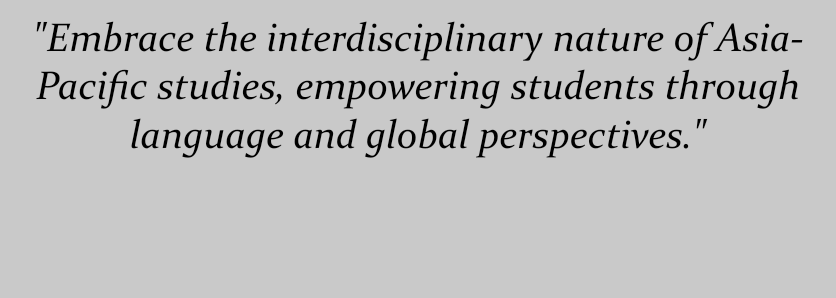 "Embrace the interdisciplinary nature of Asia-
Pacific studies, empowering students through
language and global perspectives."